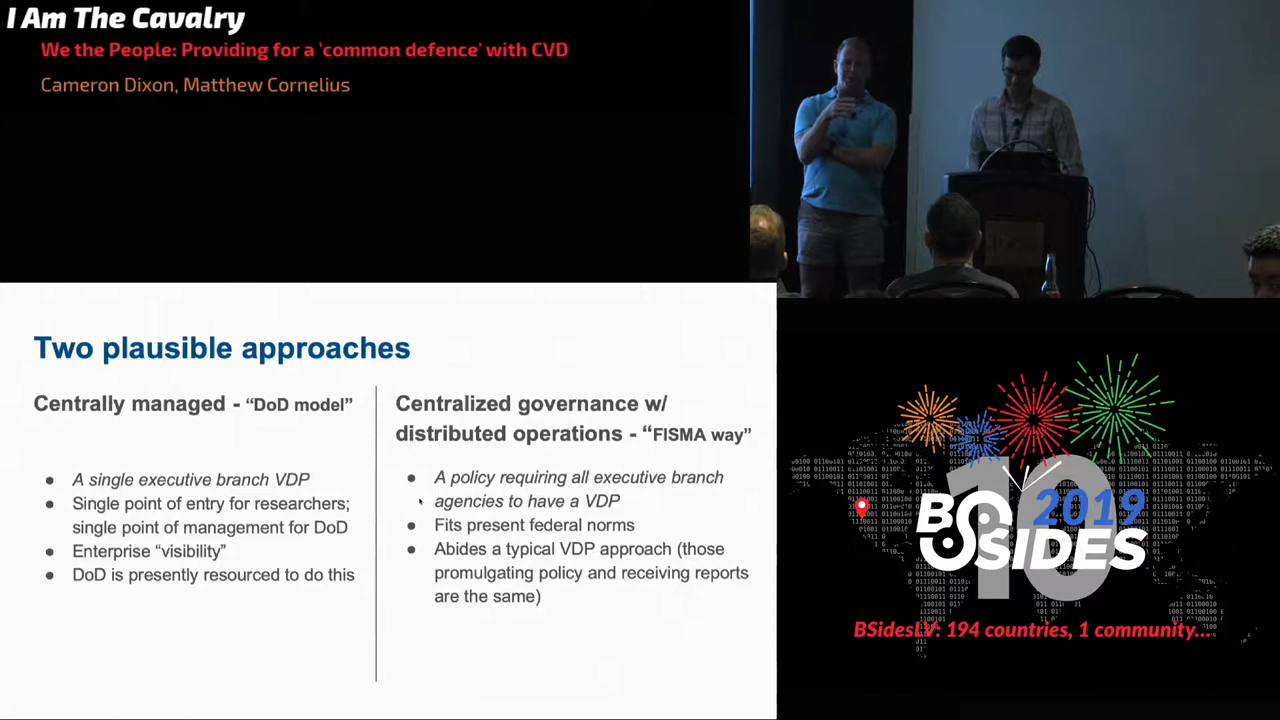 I Am The Cavalry
We the People: Providing for a 'common defence' with CVD
Cameron Dixon, Matthew Cornelius
Two plausible approaches
Centrally managed - “DoD model”
● A single executive branch VDP
● Single point of entry for researchers;
single point of management for DoD
● Enterprise “visibility”
● DoD is presently resourced to do this
Centralized governance w/
distributed operations - “FISMA way”
● A policy requiring all executive branch
agencies to have a VDP
● Fits present federal norms
● Abides a typical VDP approach (those
promulgating policy and receiving reports
are the same)
10
2019
BSIDES
BSidesLV: 194 countries, 1 community...